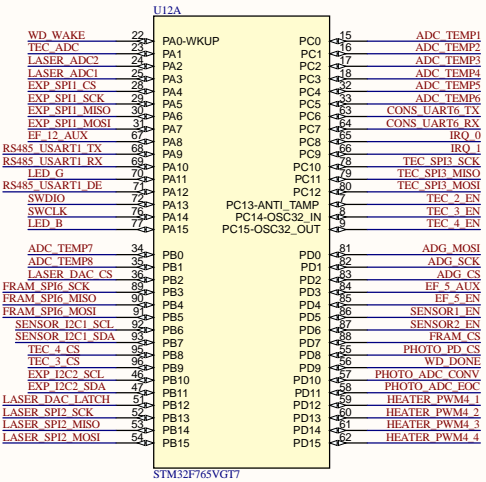 U12A
WD_WAKE 22 PA0-WKUP PC0 15 ADC_TEMP1
TEC_ADC 23 PA1 PC1 16 ADC_TEMP2
LASER_ADC2 24 PA2 PC2 17 ADC_TEMP3
LASER_ADC1 25 PA3 PC3 18 ADC_TEMP4
EXP_SPI1_CS 28 PA4 PC4 32 ADC_TEMP5
EXP_SPI1_SCK 29 PA5 PC5 33 ADC_TEMP6
EXP_SPI1_MISO 30 PA6 PC6 63 CONS_UART6_TX
EXP_SPI1_MOSI 31 PA7 PC7 64 CONS_UART6_RX
EF_12_AUX 67 PA8 PC8 65 IRQ_0
RS485_USART1_TX 68 PA9 PC9 66 IRQ_1
RS485_USART1_RX 69 PA10 PC10 78 TEC_SPI3_SCK
LED_G 70 PA11 PC11 79 TEC_SPI3_MISO
RS485_USART1_DE 71 PA12 PC12 80 TEC_SPI3_MOSI
SWDIO 72 PA13 PC13-ANTI_TAMP 7 TEC_2_EN
SWCLK 76 PA14 PC14-OSC32_IN 8 TEC_3_EN
LED_B 77 PA15 PC15-OSC32_OUT 9 TEC_4_EN
ADC_TEMP7 34 PB0 PD0 81 ADG_MOSI
ADC_TEMP8 35 PB1 PD1 82 ADG_SCK
LASER_DAC_CS 36 PB2 PD2 83 ADG_CS
FRAM_SPI6_SCK 89 PB3 PD3 84 EF_5_AUX
FRAM_SPI6_MISO 90 PB4 PD4 85 EF_5_EN
FRAM_SPI6_MOSI 91 PB5 PD5 86 SENSOR1_EN
SENSOR_I2C1_SCL 92 PB6 PD6 87 SENSOR2_EN
SENSOR_I2C1_SDA 93 PB7 PD7 88 FRAM_CS
TEC_4_CS 95 PB8 PD8 55 PHOTO_PD_CS
TEC_3_CS 96 PB9 PD9 56 WD_DONE
EXP_I2C2_SCL 46 PB10 PD10 57 PHOTO_ADC_CONV
EXP_I2C2_SDA 47 PB11 PD11 58 PHOTO_ADC_EOC
LASER_DAC_LATCH 51 PB12 PD12 59 HEATER_PWM4_1
LASER_SPI2_SCK 52 PB13 PD13 60 HEATER_PWM4_2
LASER_SPI2_MISO 53 PB14 PD14 61 HEATER_PWM4_3
LASER_SPI2_MOSI 54 PB15 PD15 62 HEATER_PWM4_4
STM32F765VGT7